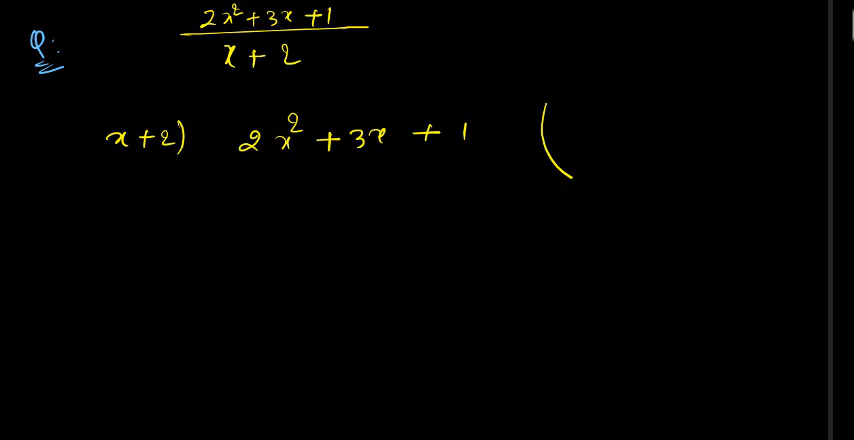 Q:
2x²+3x+1
x+2
x+2) 2x²+3x+1 (